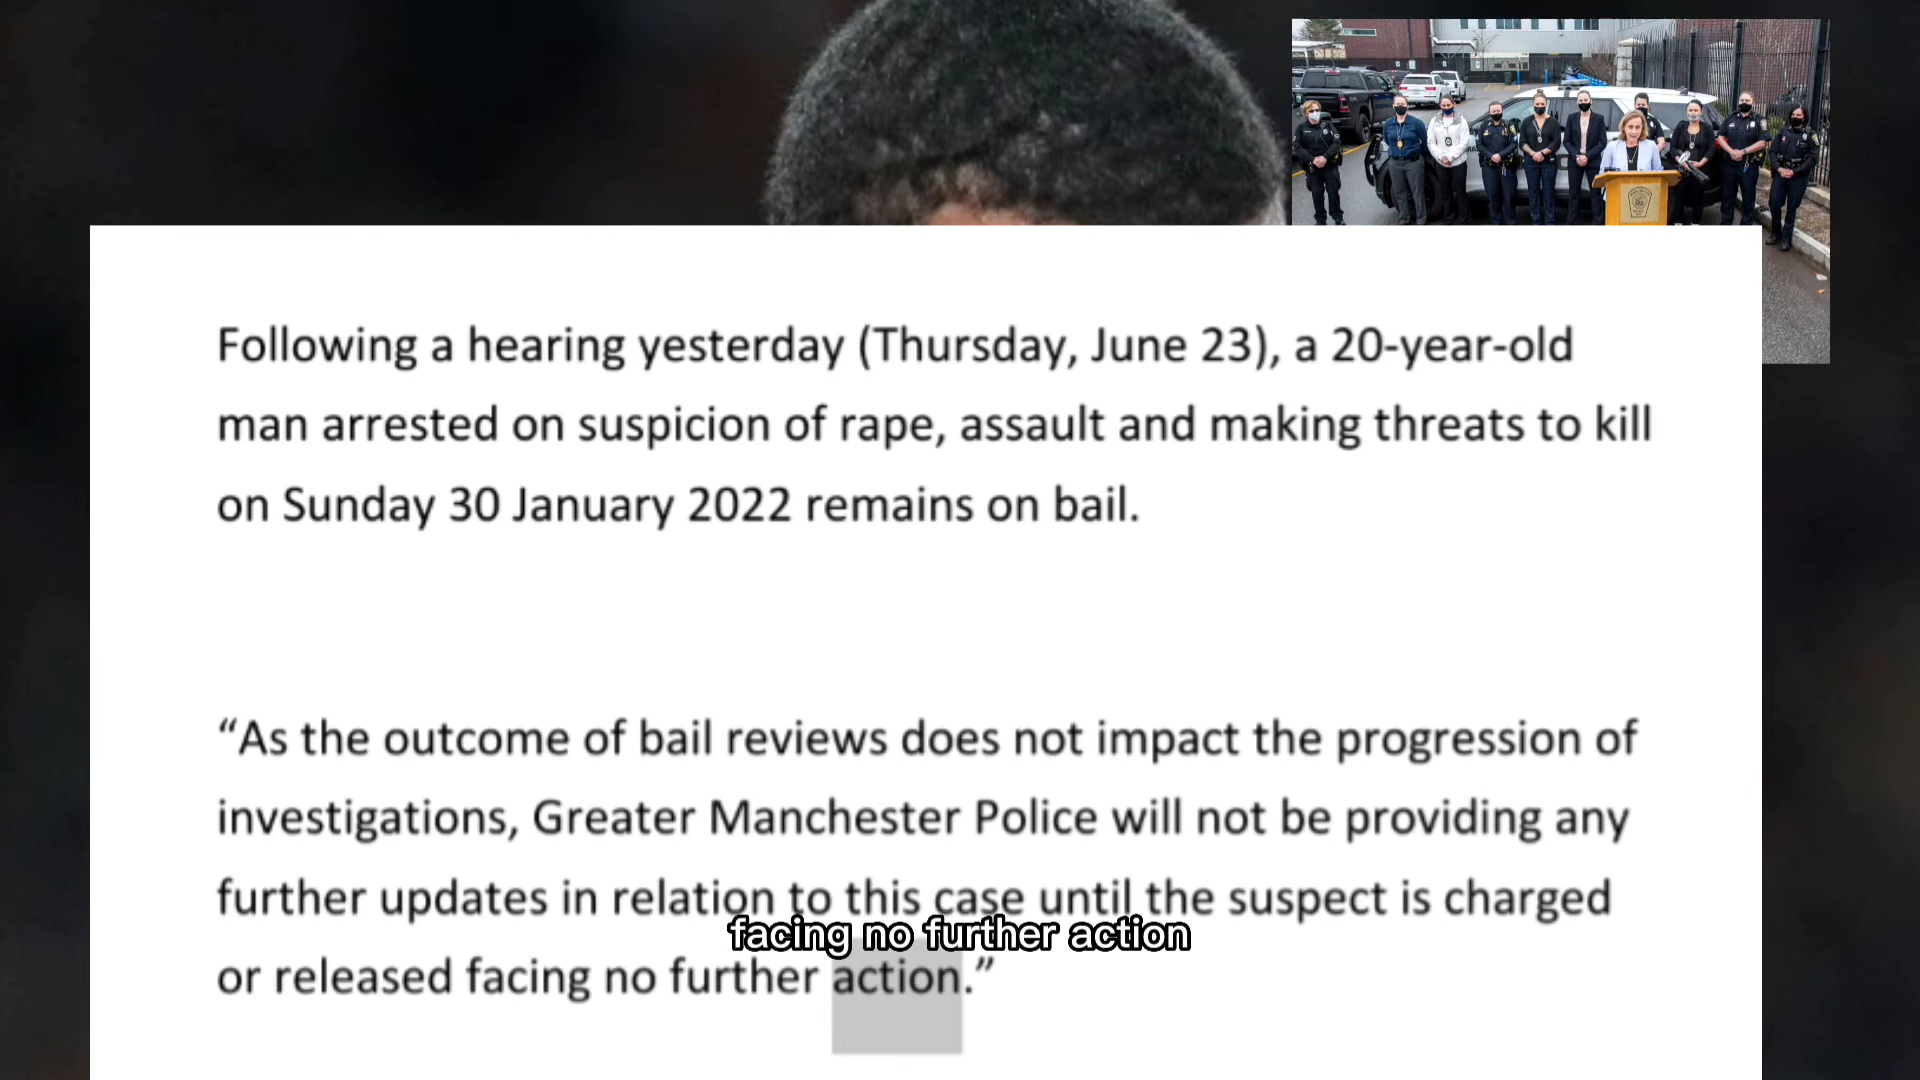 Following a hearing yesterday (Thursday, June 23), a 20-year-old
man arrested on suspicion of rape, assault and making threats to kill
on Sunday 30 January 2022 remains on bail.
“As the outcome of bail reviews does not impact the progression of
investigations, Greater Manchester Police will not be providing any
further updates in relation to this case until the suspect is charged
facing no further action
or released facing no further action.”